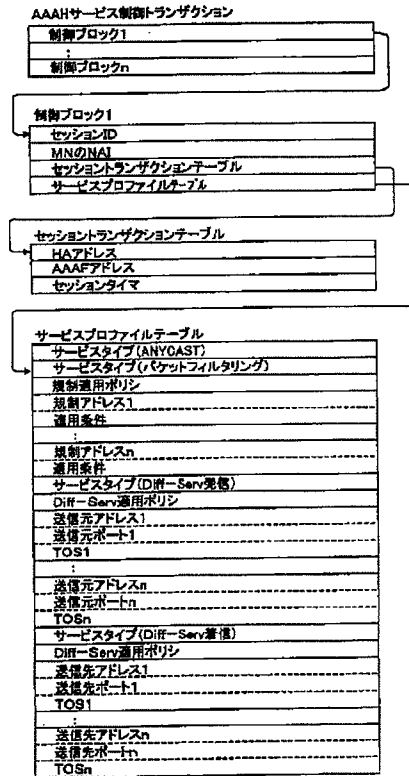 AAAHサービス制御トランザクション
制御ブロック1
:
制御ブロックn
制御ブロック1
セッションID
MNのNAI
セッショントランザクションテーブル
サービスプロファイルテーブル
セッショントランザクションテーブル
HAアドレス
AAAFアドレス
セッションタイマ
サービスプロファイルテーブル
サービスタイプ(ANYCAST)
サービスタイプ(パケットフィルタリング)
規制適用ポリシ
規制アドレス1
適用条件
:
規制アドレスn
適用条件
サービスタイプ(Diff-Serv発信)
Diff-Serv適用ポリシ
送信元アドレス1
送信元ポート1
TOS1
:
送信元アドレスn
送信元ポートn
TOSn
サービスタイプ(Diff-Serv着信)
Diff-Serv適用ポリシ
送信先アドレス1
送信先ポート1
TOS1
:
送信先アドレスn
送信先ポートn
TOSn